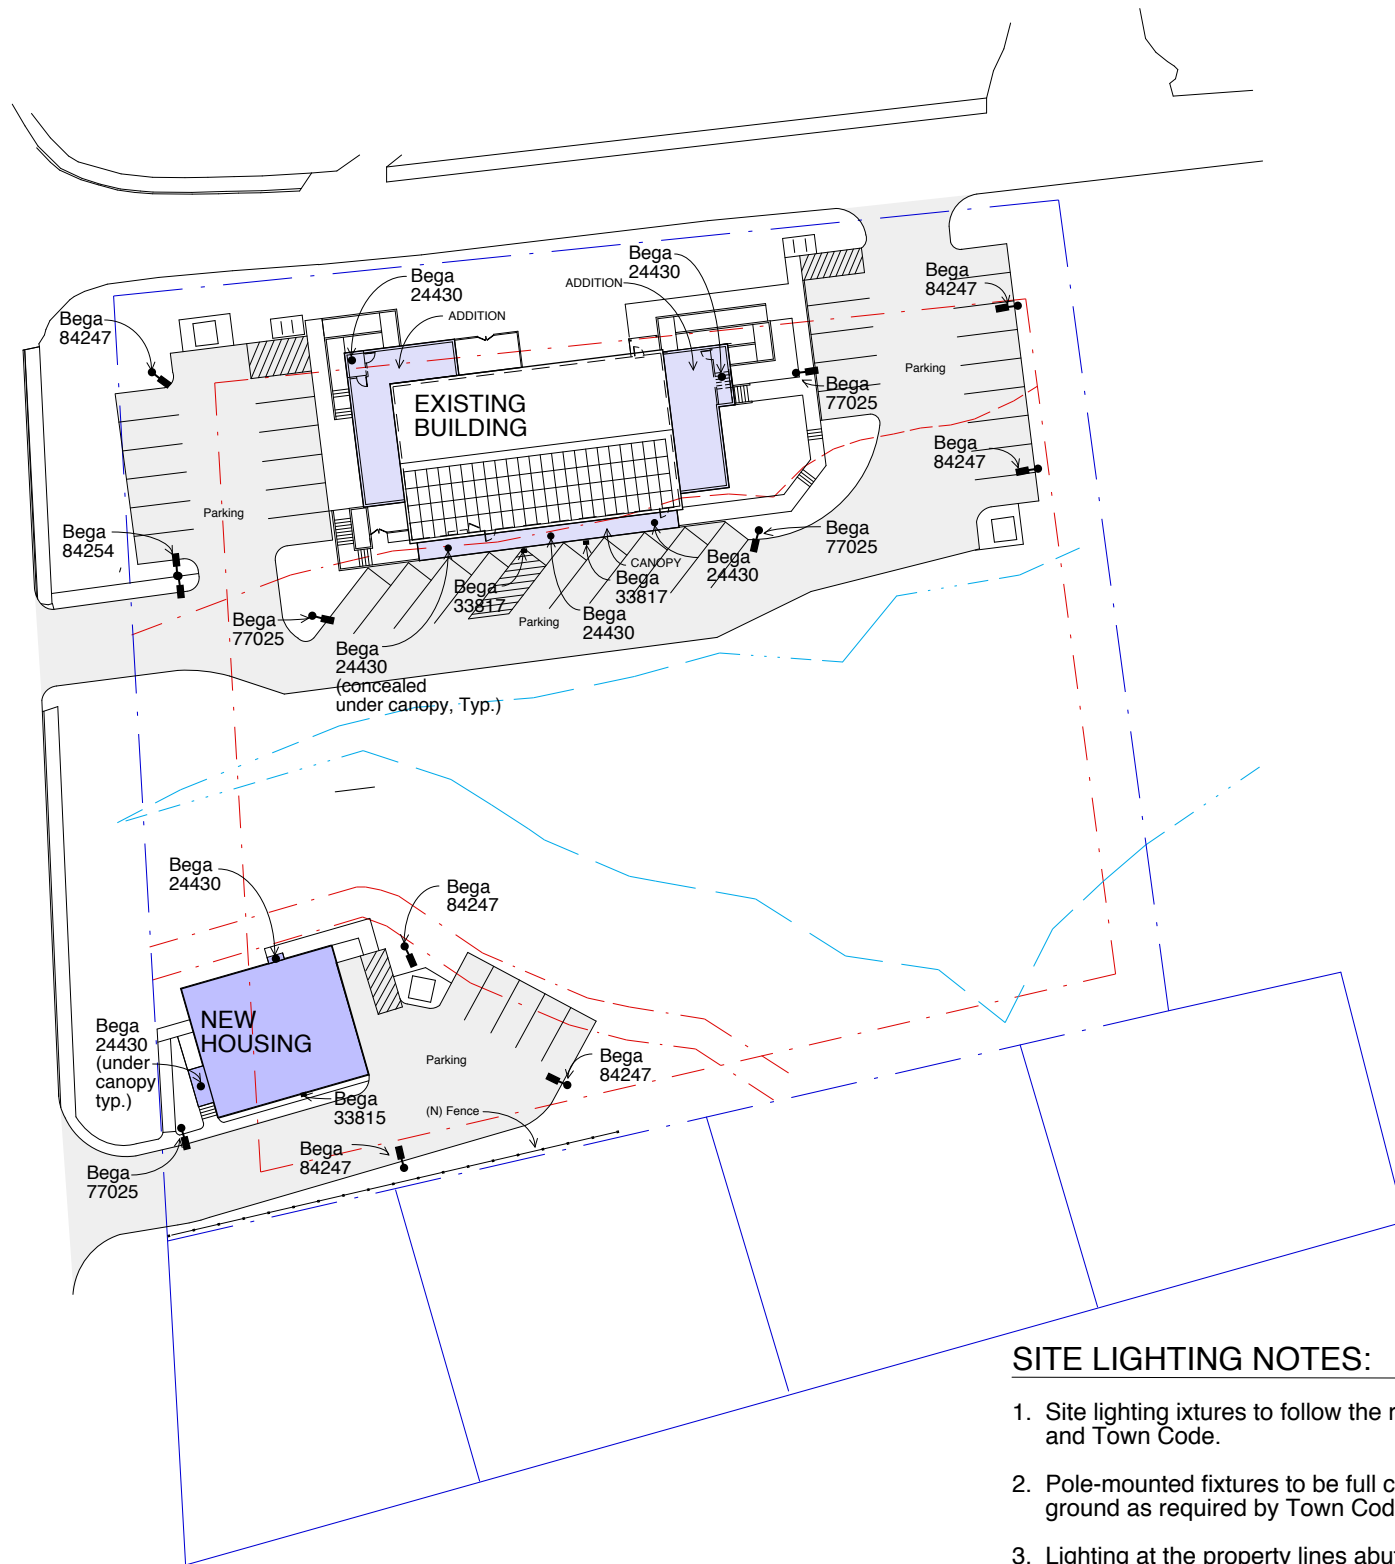 Bega
24430
Bega
24430
ADDITION
ADDITION
Bega
84247
Bega
84247
Parking
Bega
77025
EXISTING
BUILDING
Bega
84247
Parking
Bega
84254
Bega
77025
CANOPY
Bega
24430
Bega
33817
Bega
33817
Bega
24430
Parking
Bega
77025
Bega
24430
(concealed
under canopy, Typ.)
Bega
24430
Bega
84247
NEW
HOUSING
Bega
24430
(under
canopy
typ.)
Parking
Bega
84247
Bega
33815
(N) Fence
Bega
84247
Bega
77025
SITE LIGHTING NOTES:
1. Site lighting ixtures to follow the
and Town Code.
2. Pole-mounted fixtures to be full
ground as required by Town
3. Lighting at the property lines